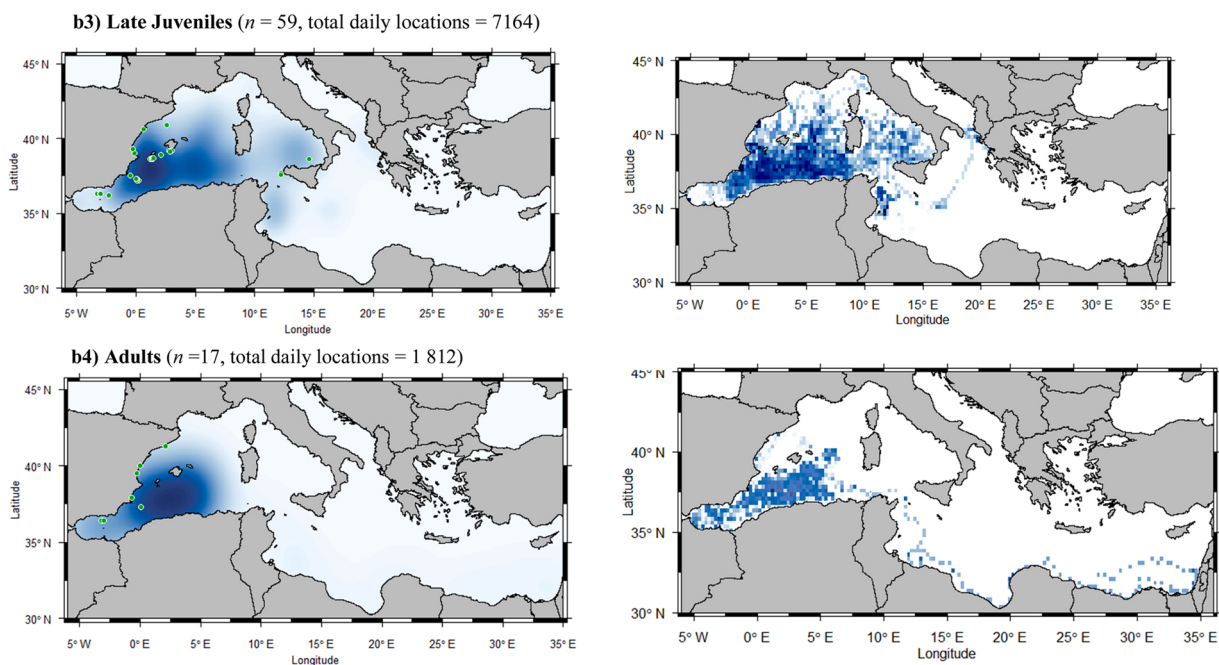 b3) Late Juveniles (n = 59, total daily locations = 7164)
45° N
40° N
35° N
30° N
Latitude
5° W 0° E 5° E 10° E 15° E 20° E 25° E 30° E 35° E
Longitude
45° N
40° N
35° N
30° N
Latitude
5° W 0° E 5° E 10° E 15° E 20° E 25° E 30° E 35° E
Longitude
b4) Adults (n =17, total daily locations = 1 812)
45° N
40° N
35° N
30° N
Latitude
5° W 0° E 5° E 10° E 15° E 20° E 25° E 30° E 35° E
Longitude
45° N
40° N
35° N
30° N
Latitude
5° W 0° E 5° E 10° E 15° E 20° E 25° E 30° E 35° E
Longitude